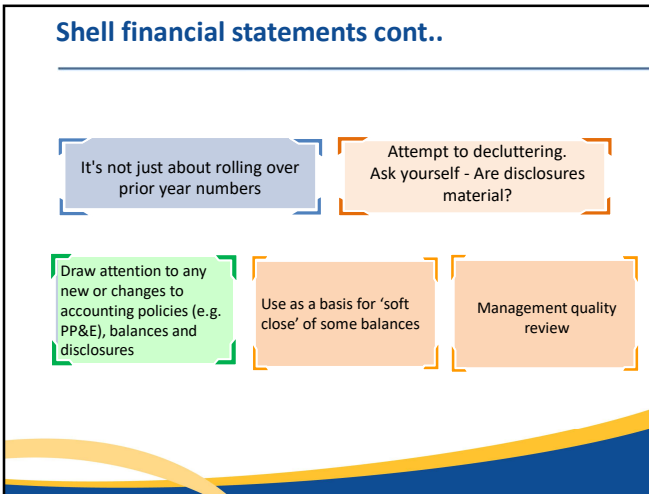 Shell financial statements cont..
It's not just about rolling over
prior year numbers
Attempt to decluttering.
Ask yourself - Are disclosures
material?
Draw attention to any
new or changes to
accounting policies (e.g.
PP&E), balances and
disclosures
Use as a basis for ‘soft
close’ of some balances
Management quality
review